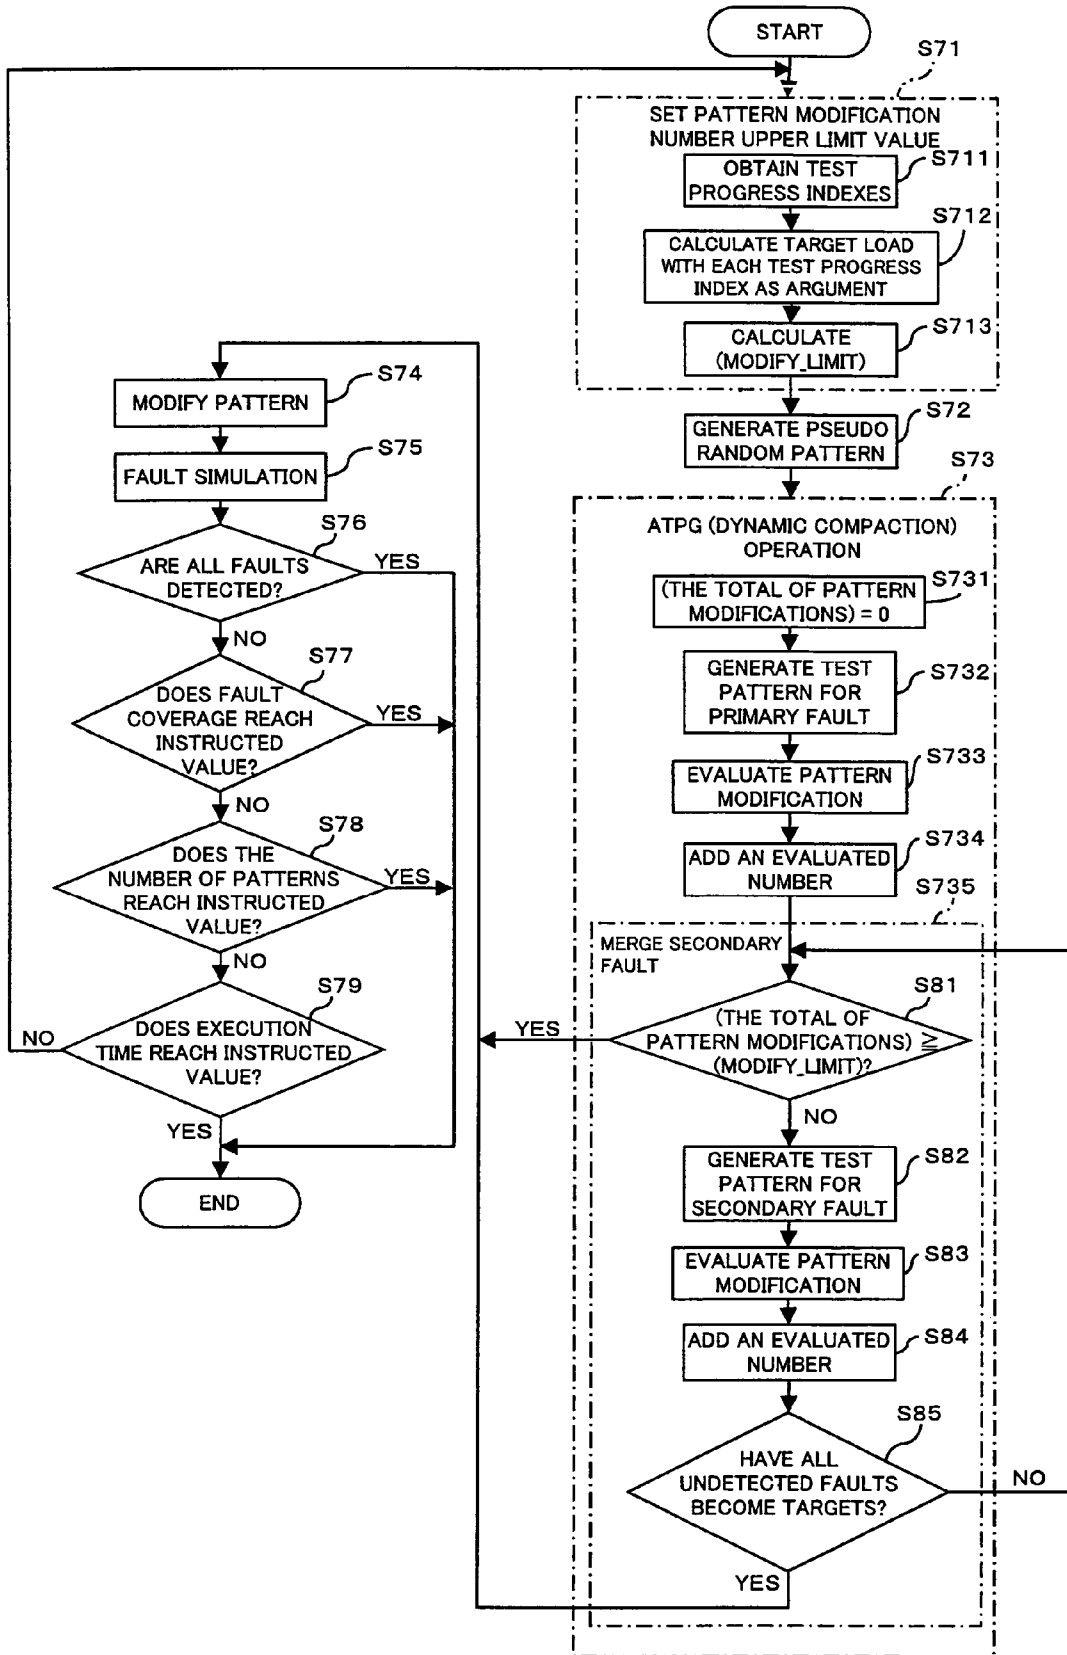 START
S71
SET PATTERN MODIFICATION
NUMBER UPPER LIMIT VALUE
S711
OBTAIN TEST
PROGRESS INDEXES
S712
CALCULATE TARGET LOAD
WITH EACH TEST PROGRESS
INDEX AS ARGUMENT
S713
CALCULATE
(MODIFY_LIMIT)
S72
GENERATE PSEUDO
RANDOM PATTERN
S73
ATPG (DYNAMIC COMPACTION)
OPERATION
S731
(THE TOTAL OF PATTERN
MODIFICATIONS) = 0
S732
GENERATE TEST
PATTERN FOR
PRIMARY FAULT
S733
EVALUATE PATTERN
MODIFICATION
S734
ADD AN EVALUATED
NUMBER
S735
MERGE SECONDARY
FAULT
S81
(THE TOTAL OF
PATTERN MODIFICATIONS) ≧
(MODIFY_LIMIT)?
YES
NO
S82
GENERATE TEST
PATTERN FOR
SECONDARY FAULT
S83
EVALUATE PATTERN
MODIFICATION
S84
ADD AN EVALUATED
NUMBER
S85
HAVE ALL
UNDETECTED FAULTS
BECOME TARGETS?
NO
YES
S74
MODIFY PATTERN
S75
FAULT SIMULATION
S76
ARE ALL FAULTS
DETECTED?
YES
NO
S77
DOES FAULT
COVERAGE REACH
INSTRUCTED
VALUE?
YES
NO
S78
DOES THE
NUMBER OF PATTERNS
REACH INSTRUCTED
VALUE?
YES
NO
S79
DOES EXECUTION
TIME REACH INSTRUCTED
VALUE?
NO
YES
END